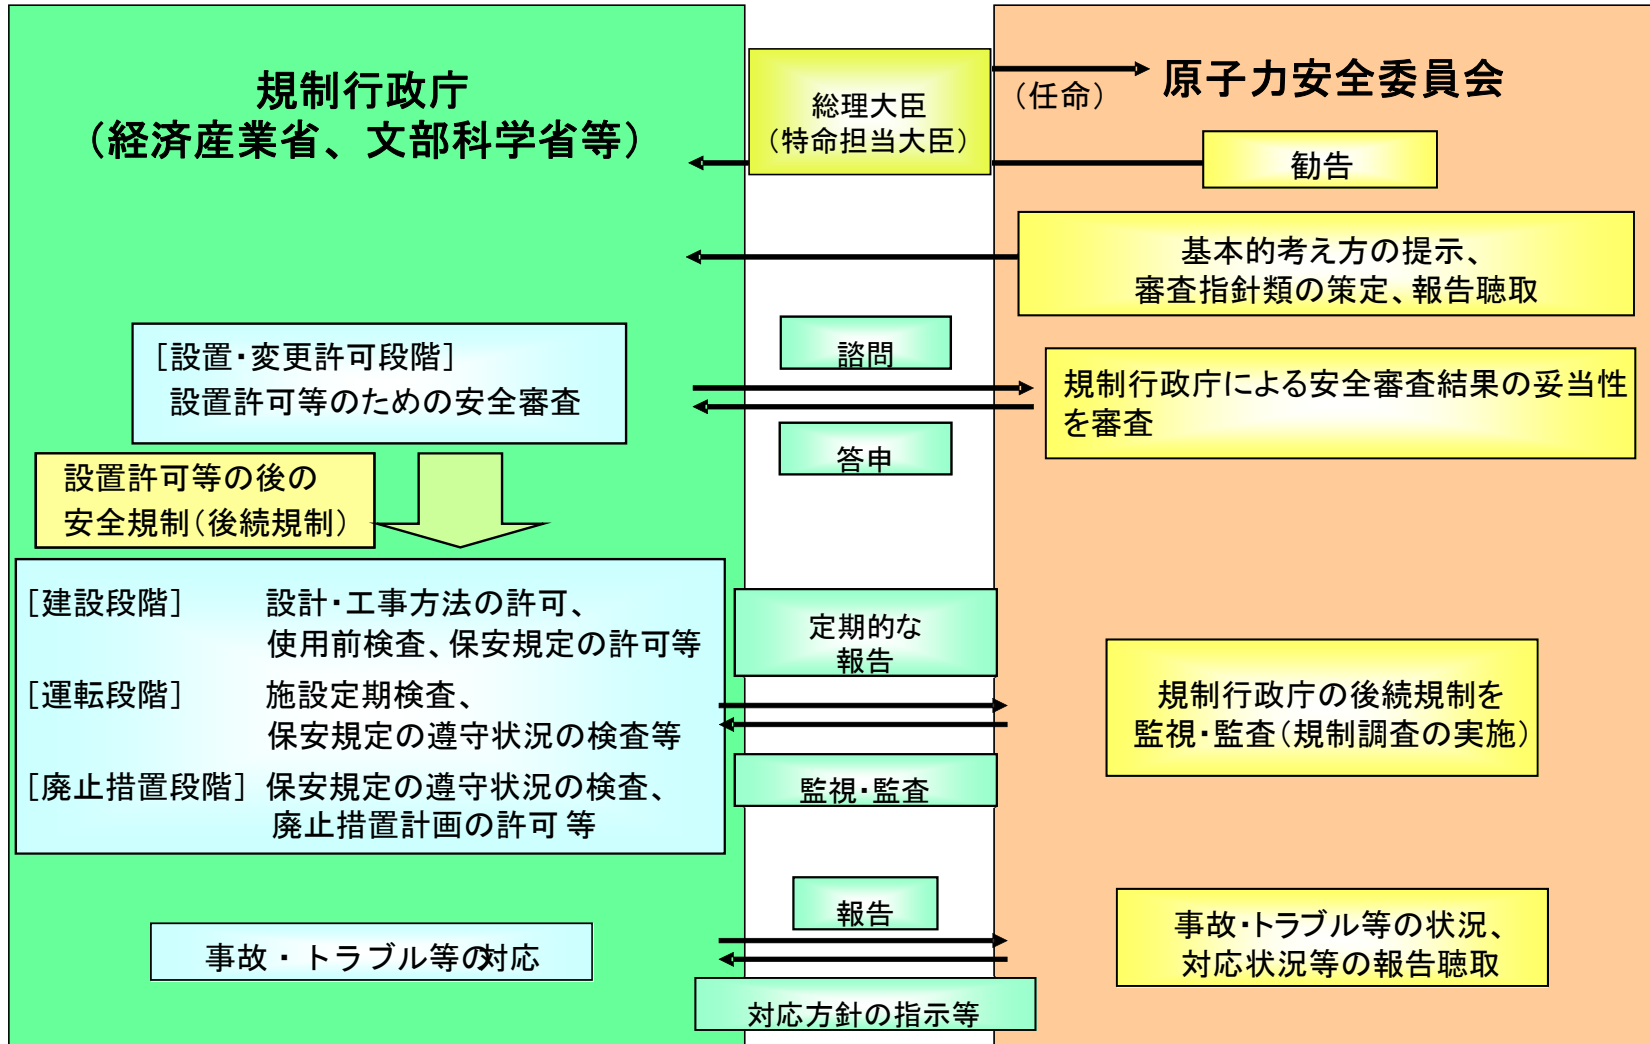 規制行政庁
（経済産業省、文部科学省等）
総理大臣
（特命担当大臣）
（任命）
原子力安全委員会
勧告
基本的考え方の提示、
審査指針類の策定、報告聴取
［設置・変更許可段階］
設置許可等のための安全審査
諮問
答申
規制行政庁による安全審査結果の妥当性
を審査
設置許可等の後の
安全規制（後続規制）
［建設段階］ 設計・工事方法の許可、
使用前検査、保安規定の許可等
［運転段階］ 施設定期検査、
保安規定の遵守状況の検査等
［廃止措置段階］ 保安規定の遵守状況の検査、
廃止措置計画の許可等
定期的な
報告
監視・監査
規制行政庁の後続規制を
監視・監査（規制調査の実施）
事故・トラブル等の対応
報告
対応方針の指示等
事故・トラブル等の状況、
対応状況等の報告聴取